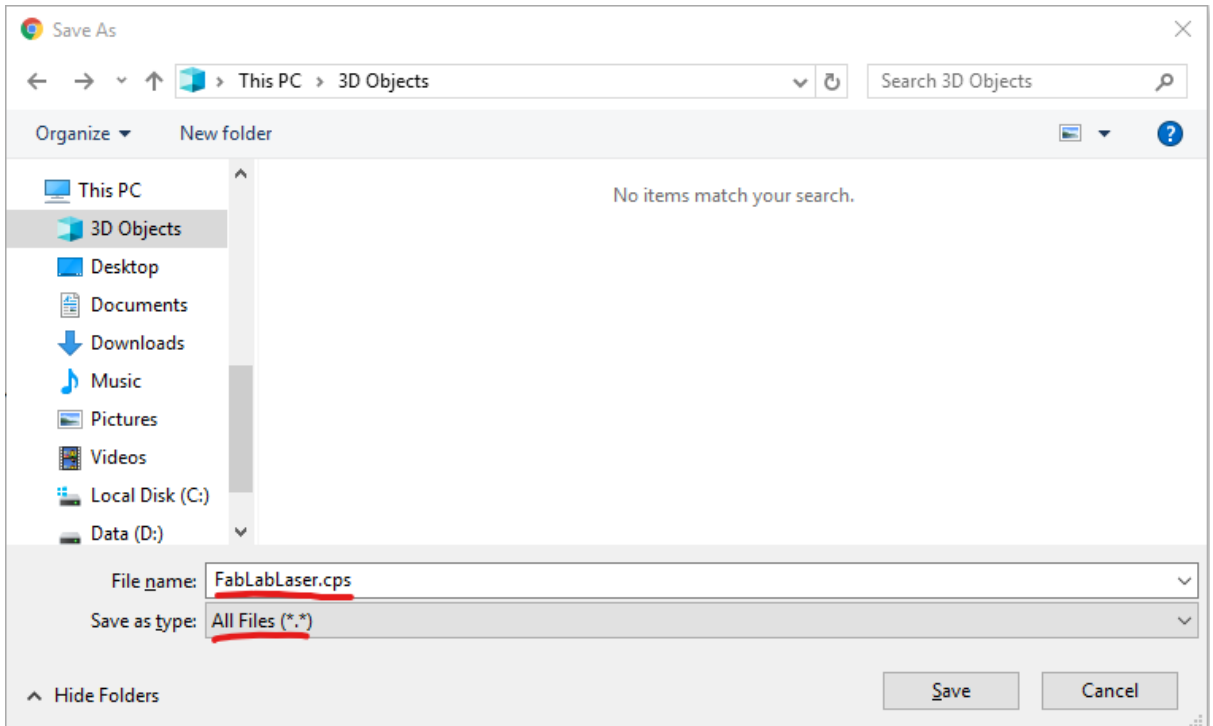 Save As
This PC > 3D Objects
Search 3D Objects
Organize
New folder
This PC
3D Objects
Desktop
Documents
Downloads
Music
Pictures
Videos
Local Disk (C:)
Data (D:)
No items match your search.
File name: FabLabLaser.cps
Save as type: All Files (*.*)
Hide Folders
Save
Cancel